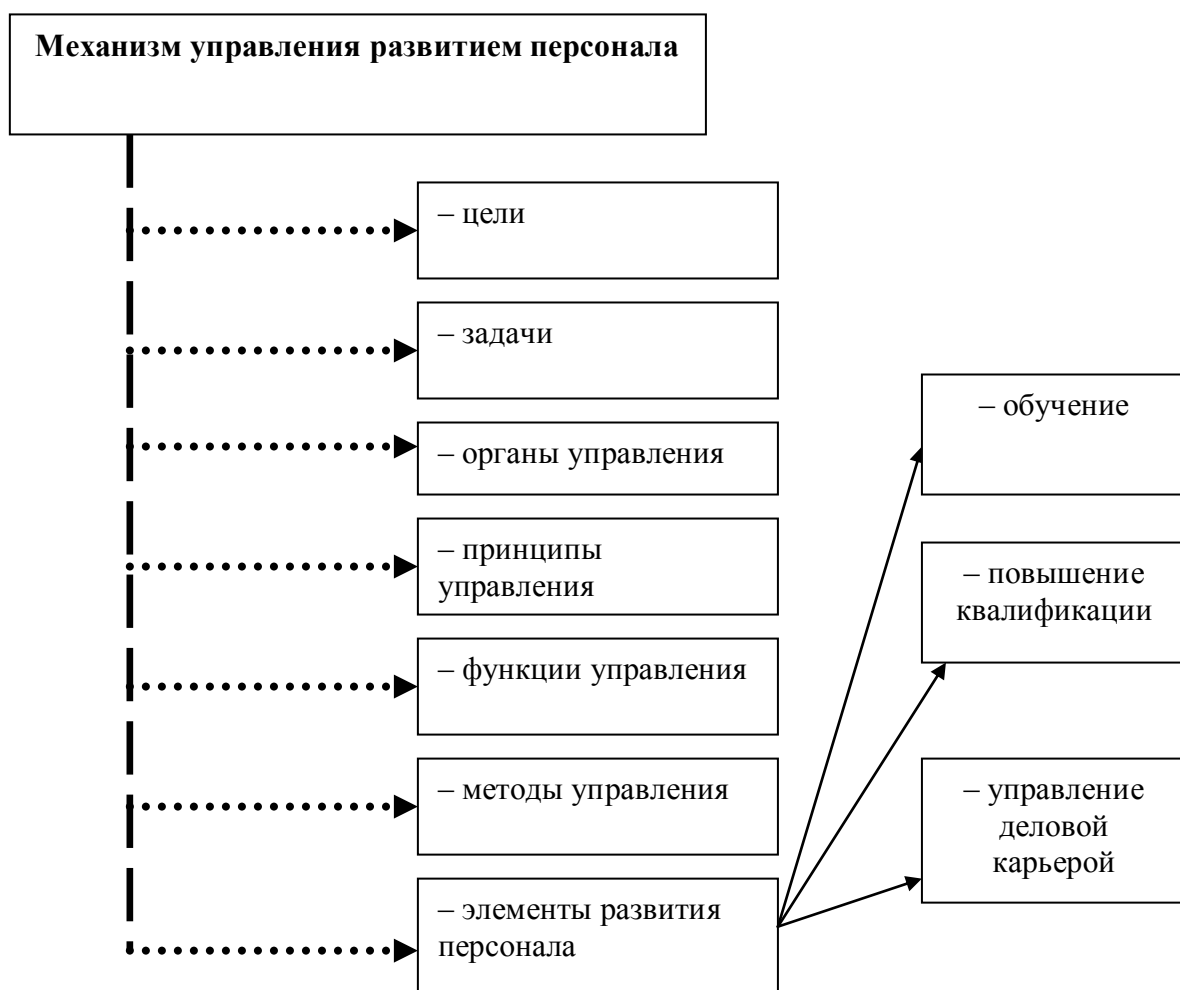 Механизм управления развитием персонала
– цели
– задачи
– органы управления
– принципы
управления
– функции управления
– методы управления
– элементы развития
персонала
– обучение
– повышение
квалификации
– управление
деловой
карьерой